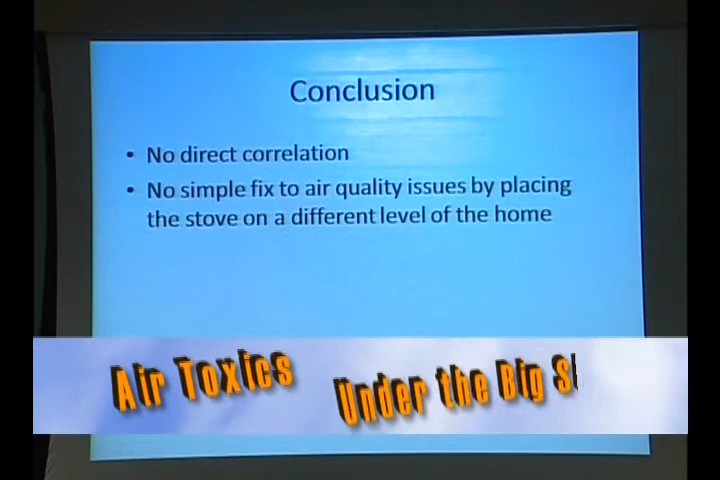 Conclusion
• No direct correlation
• No simple fix to air quality issues by placing
the stove on a different level of the home
Air Toxics
Under the Big